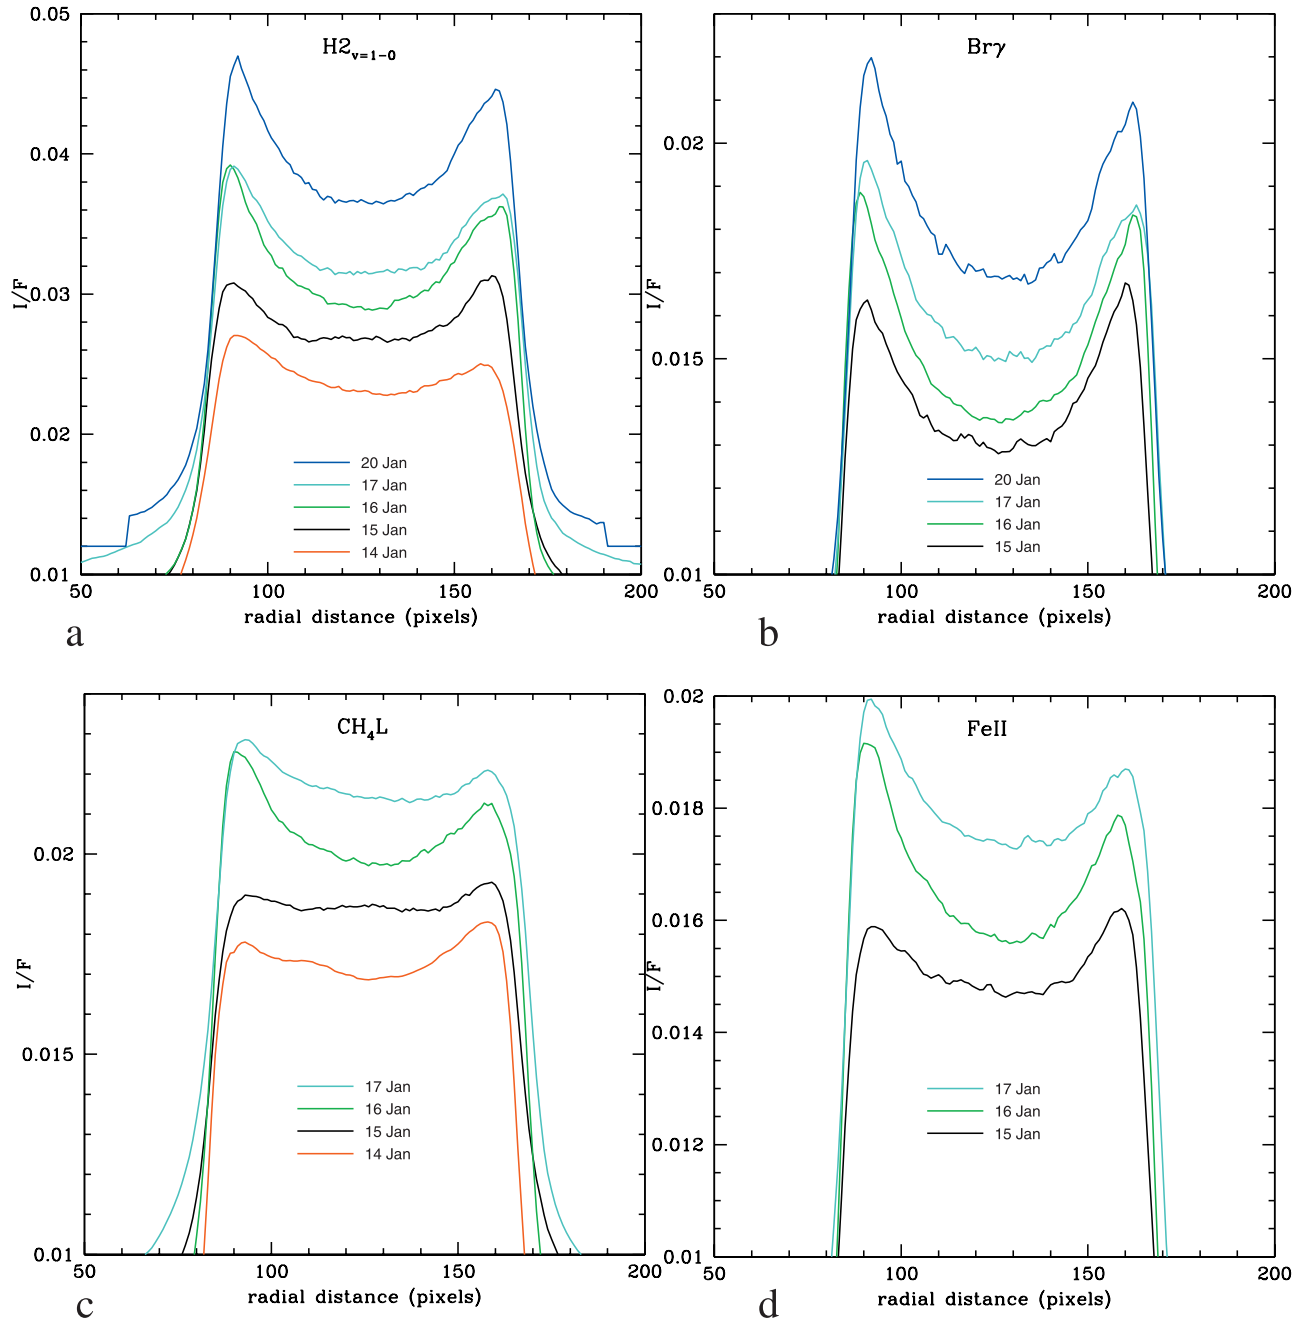 H2v=1-0
0.05
0.04
0.03
0.02
0.01
I/F
20 Jan
17 Jan
16 Jan
15 Jan
14 Jan
50 100 150 200
radial distance (pixels)
a
Brγ
0.02
0.015
0.01
I/F
20 Jan
17 Jan
16 Jan
15 Jan
50 100 150 200
radial distance (pixels)
b
CH4L
0.02
0.015
0.01
I/F
17 Jan
16 Jan
15 Jan
14 Jan
50 100 150 200
radial distance (pixels)
c
FeII
0.02
0.018
0.016
0.014
0.012
0.01
I/F
17 Jan
16 Jan
15 Jan
50 100 150 200
radial distance (pixels)
d